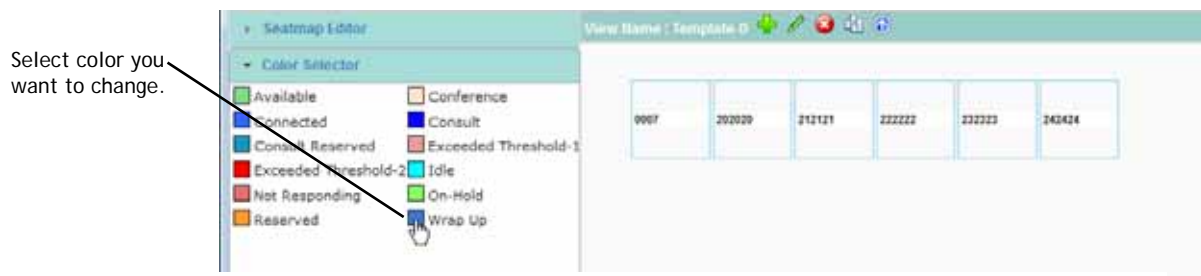 Seatmap Editor
View Name : Template 0
Select color you
want to change.
Color Selector
Available
Conference
Connected
Consult
Consult Reserved
Exceeded Threshold-1
Exceeded Threshold-2
Idle
Not Responding
On-Hold
Reserved
Wrap Up
0007 202020 212121 222222 232323 242424